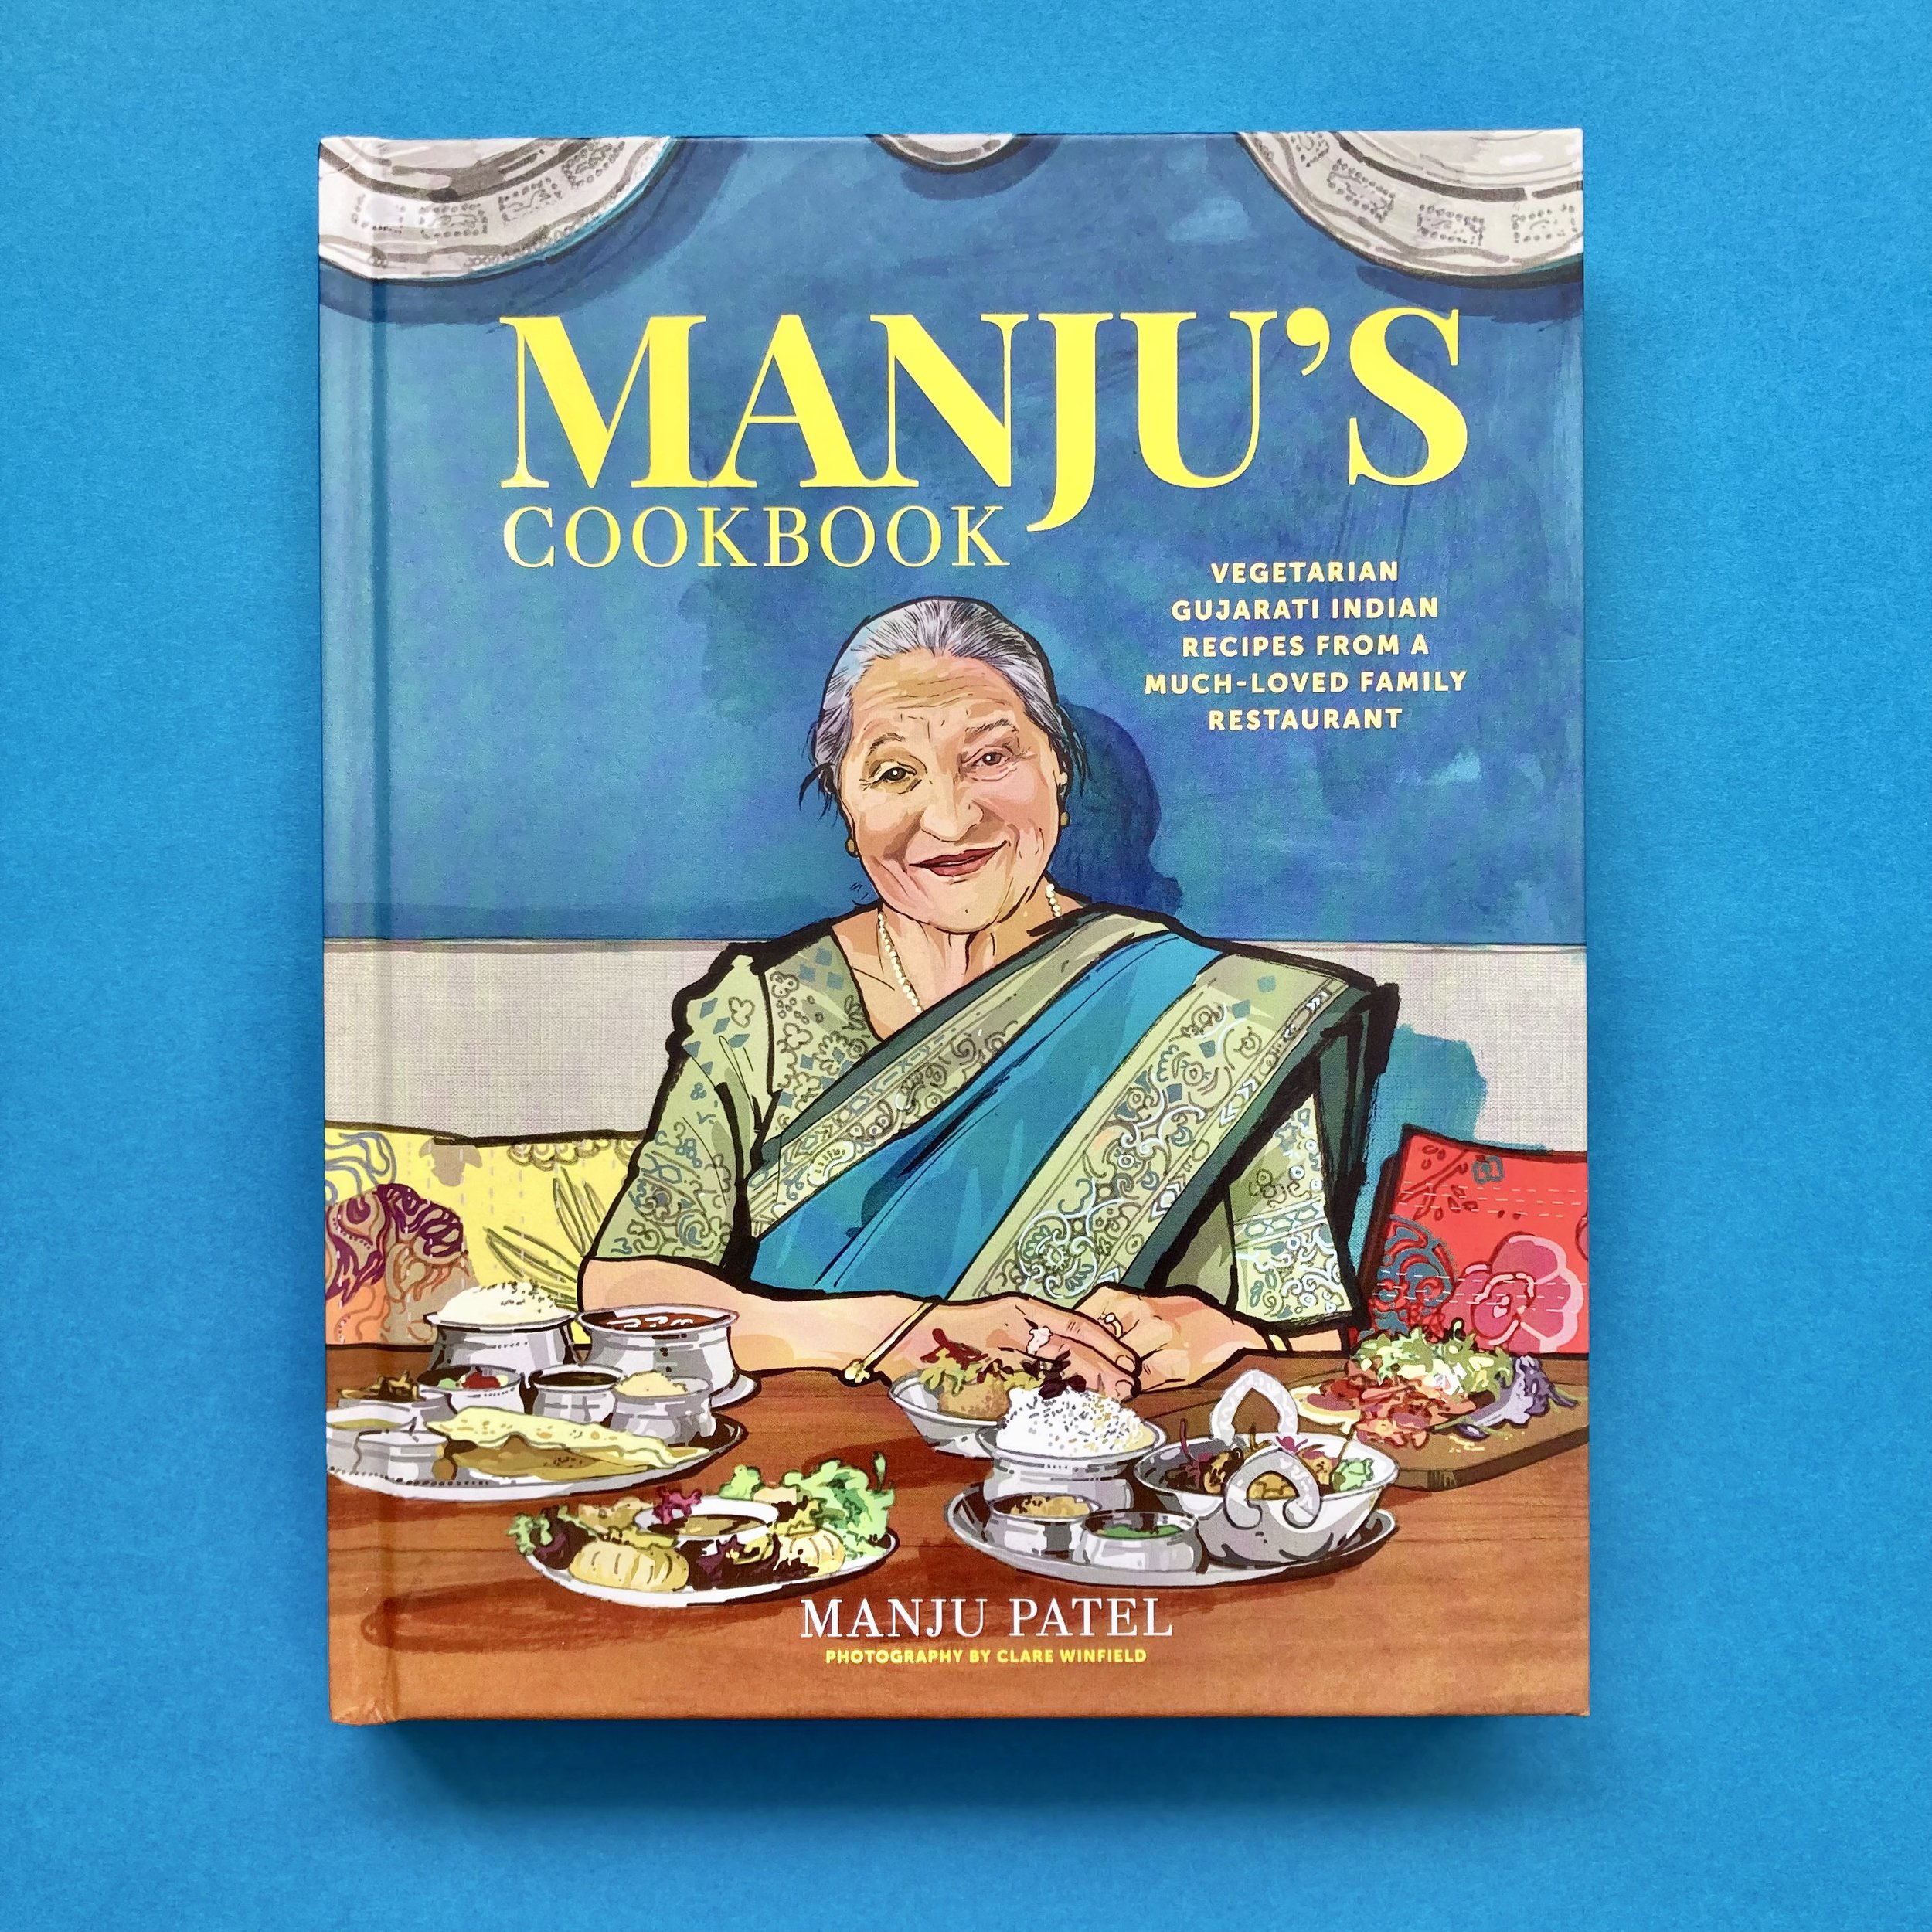 MANJU’S
COOKBOOK
VEGETARIAN
GUJARATI INDIAN
RECIPES FROM A
MUCH-LOVED FAMILY
RESTAURANT
MANJU PATEL
PHOTOGRAPHY BY CLARE WINFIELD